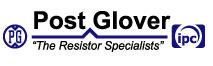 PG Post Glover ipc
"The Resistor Specialists"